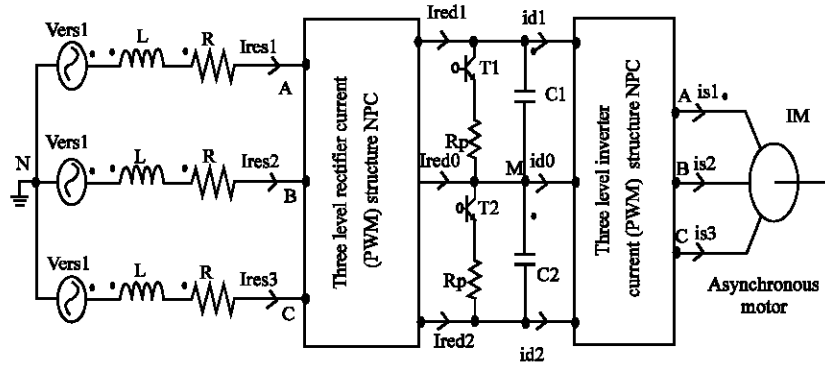 Vers1
L
R
Ires1
A
N
Vers1
L
R
Ires2
B
Vers1
L
R
Ires3
C
Three level rectifier current
(PWM) structure NPC
Ired1
id1
T1
C1
Rp
Ired0
M
id0
T2
C2
Rp
Ired2
id2
Three level inverter
current (PWM) structure NPC
A
is1
B
is2
C
is3
IM
Asynchronous
motor